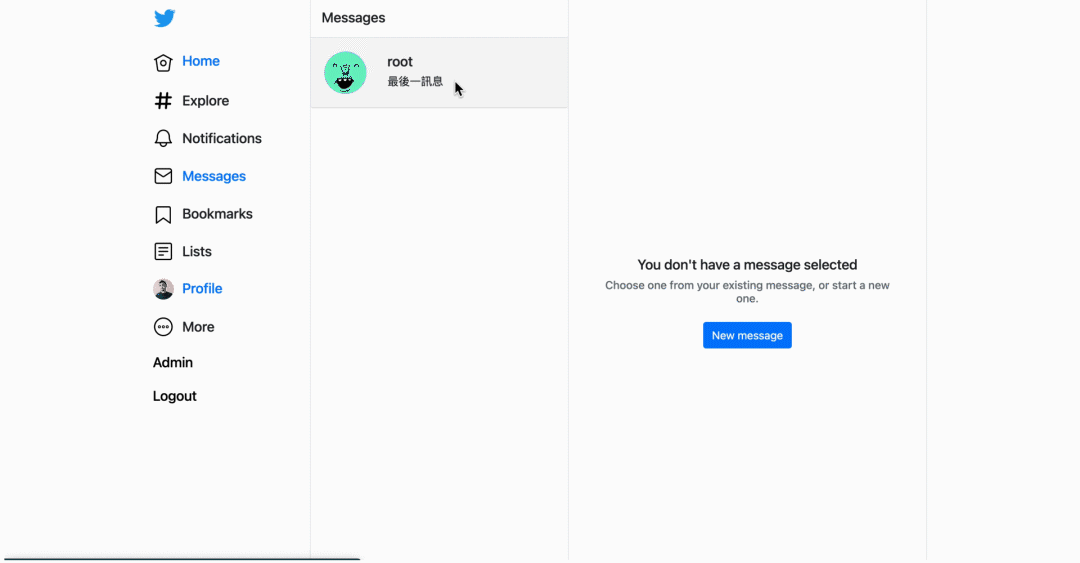 Home
Explore
Notifications
Messages
Bookmarks
Lists
Profile
More
Admin
Logout
Messages
root
最後一訊息
You don't have a message selected
Choose one from your existing message, or start a new
one.
New message